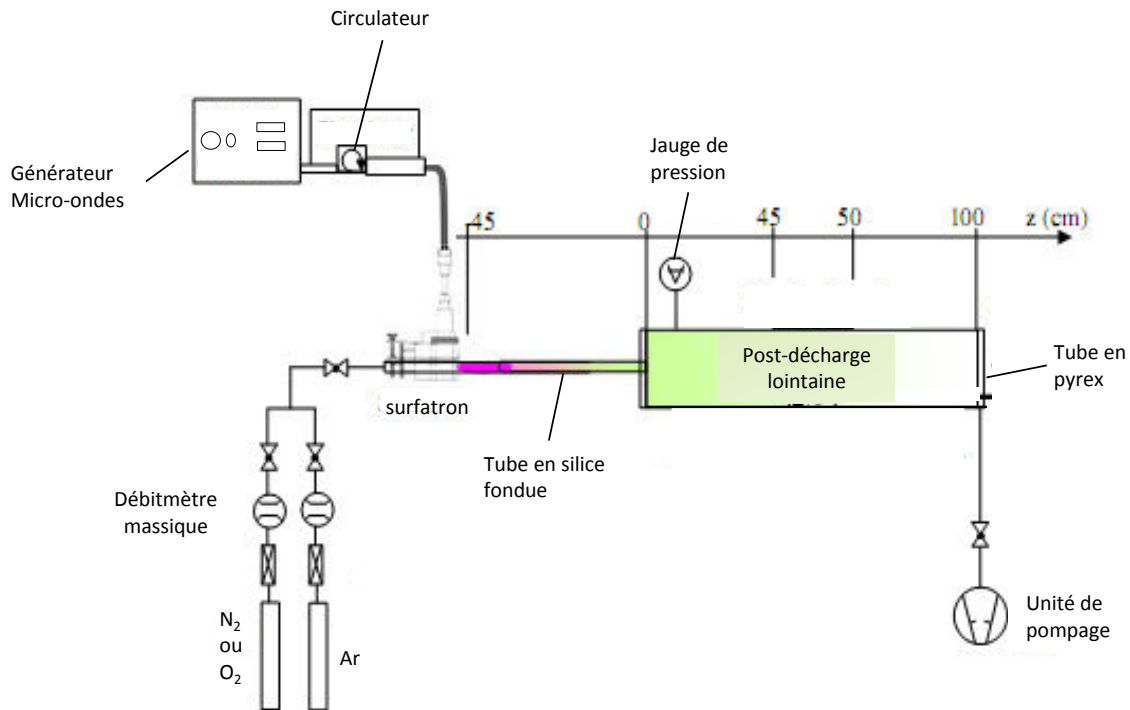 Circulateur
Générateur
Micro-ondes
Jauge de
pression
-45
0
45
50
100
z (cm)
Post-décharge
lointaine
Tube en
pyrex
surfatron
Tube en silice
fondue
Débitmètre
massique
N₂
ou
O₂
Ar
Unité de
pompage